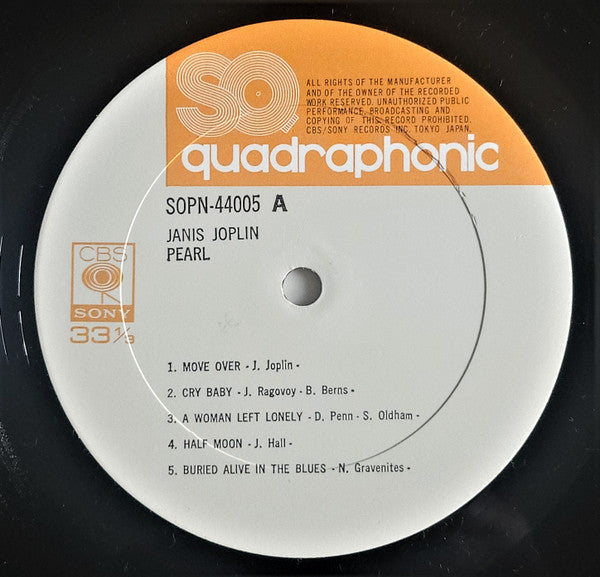 SQ
ALL RIGHTS OF THE MANUFACTURER
AND OF THE OWNER OF THE RECORDED
WORK RESERVED. UNAUTHORIZED PUBLIC
PERFORMANCE, BROADCASTING AND
COPYING OF THIS RECORD PROHIBITED.
CBS/SONY RECORDS INC. TOKYO JAPAN.
quadraphonic
SOPN-44005 A
JANIS JOPLIN
PEARL
CBS
SONY
33⅓
1. MOVE OVER - J. Joplin -
2. CRY BABY - J. Ragovoy - B. Berns -
3. A WOMAN LEFT LONELY - D. Penn - S. Oldham -
4. HALF MOON - J. Hall -
5. BURIED ALIVE IN THE BLUES - N. Gravenites -